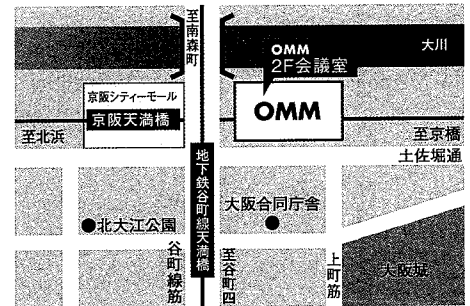 至南森町
OMM
2F会議室
大川
京阪シティーモール
京阪天満橋
OMM
至北浜
至京橋
土佐堀通
地下鉄谷町線天満橋
大阪合同庁舎
北大江公園
谷町線筋
至谷町四
上町筋
大阪城